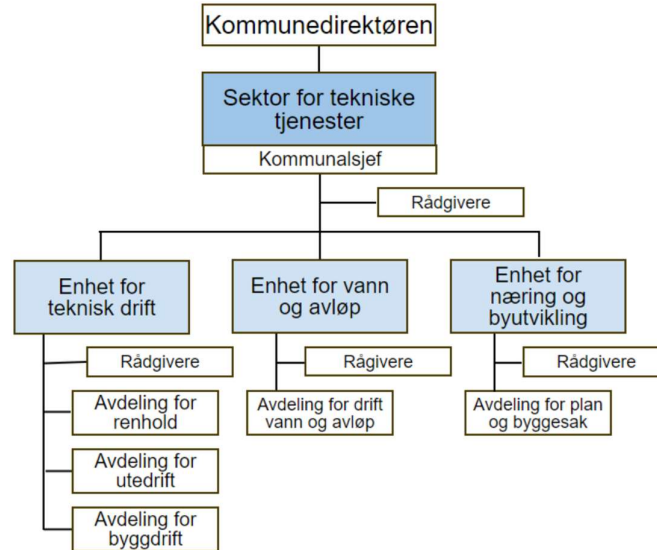 Kommunedirektøren
Sektor for tekniske
tjenester
Kommunalsjef
Rådgivere
Enhet for
teknisk drift
Rådgivere
Avdeling for
renhold
Avdeling for
utedrift
Avdeling for
byggdrift
Enhet for vann
og avløp
Rågivere
Avdeling for drift
vann og avløp
Enhet for
næring og
byutvikling
Rådgivere
Avdeling for plan
og byggesak